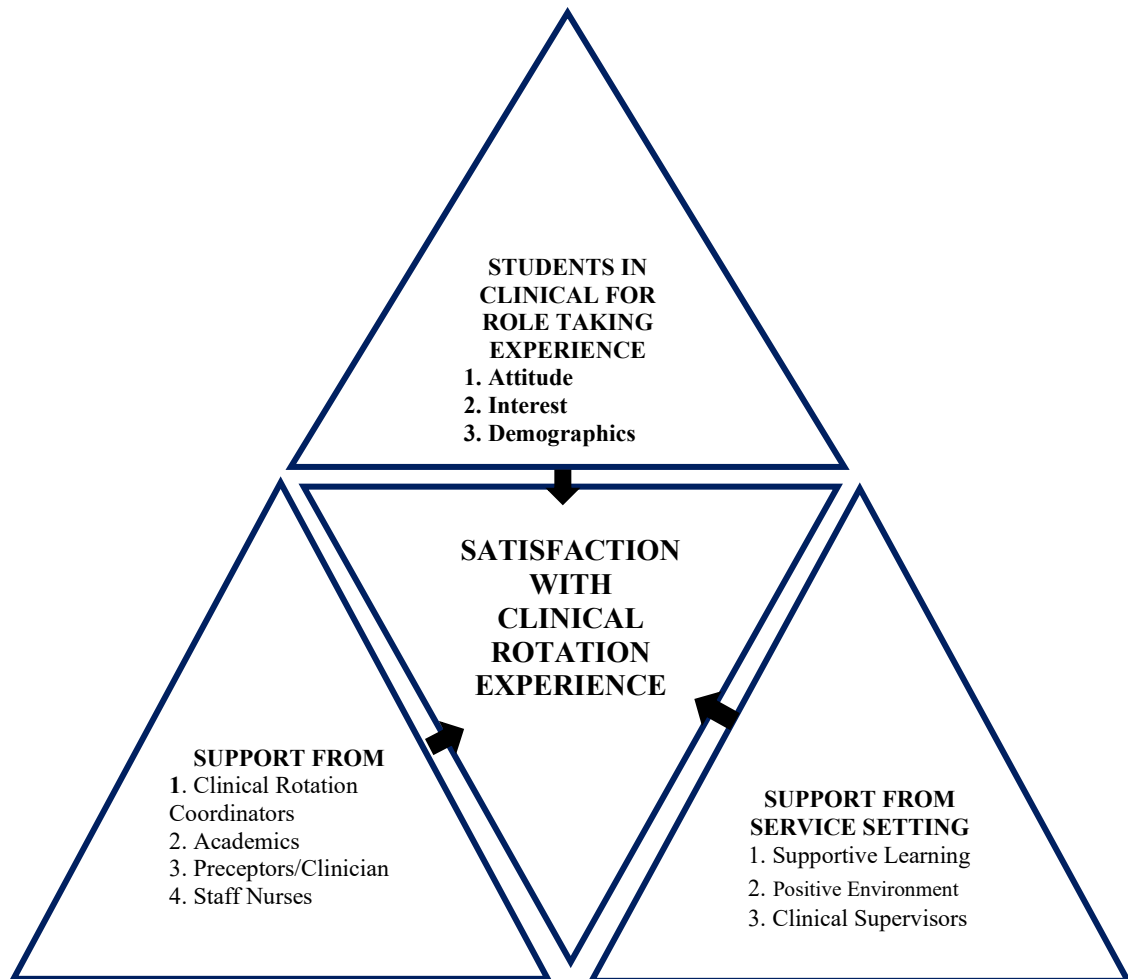 STUDENTS IN
CLINICAL FOR
ROLE TAKING
EXPERIENCE
1. Attitude
2. Interest
3. Demographics
SATISFACTION
WITH
CLINICAL
ROTATION
EXPERIENCE
SUPPORT FROM
1. Clinical Rotation
Coordinators
2. Academics
3. Preceptors/Clinician
4. Staff Nurses
SUPPORT FROM
SERVICE SETTING
1. Supportive Learning
2. Positive Environment
3. Clinical Supervisors